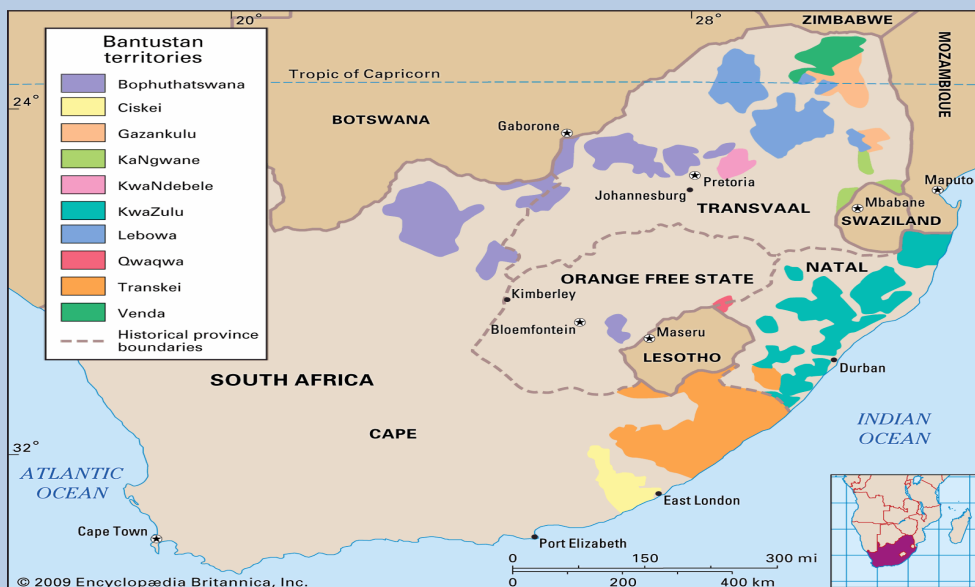 20°
28°
ZIMBABWE
Bantustan
territories
Bophuthatswana
Ciskei
Gazankulu
KaNgwane
KwaNdebele
KwaZulu
Lebowa
Qwaqwa
Transkei
Venda
Historical province
boundaries
Tropic of Capricorn
24°
MOZAMBIQUE
BOTSWANA
Gaborone
Pretoria
Johannesburg
TRANSVAAL
Maputo
Mbabane
SWAZILAND
ORANGE FREE STATE
NATAL
Kimberley
Bloemfontein
Maseru
LESOTHO
Durban
SOUTH AFRICA
CAPE
INDIAN
OCEAN
32°
ATLANTIC
OCEAN
East London
Cape Town
Port Elizabeth
0 150 300 mi
0 200 400 km
© 2009 Encyclopædia Britannica, Inc.